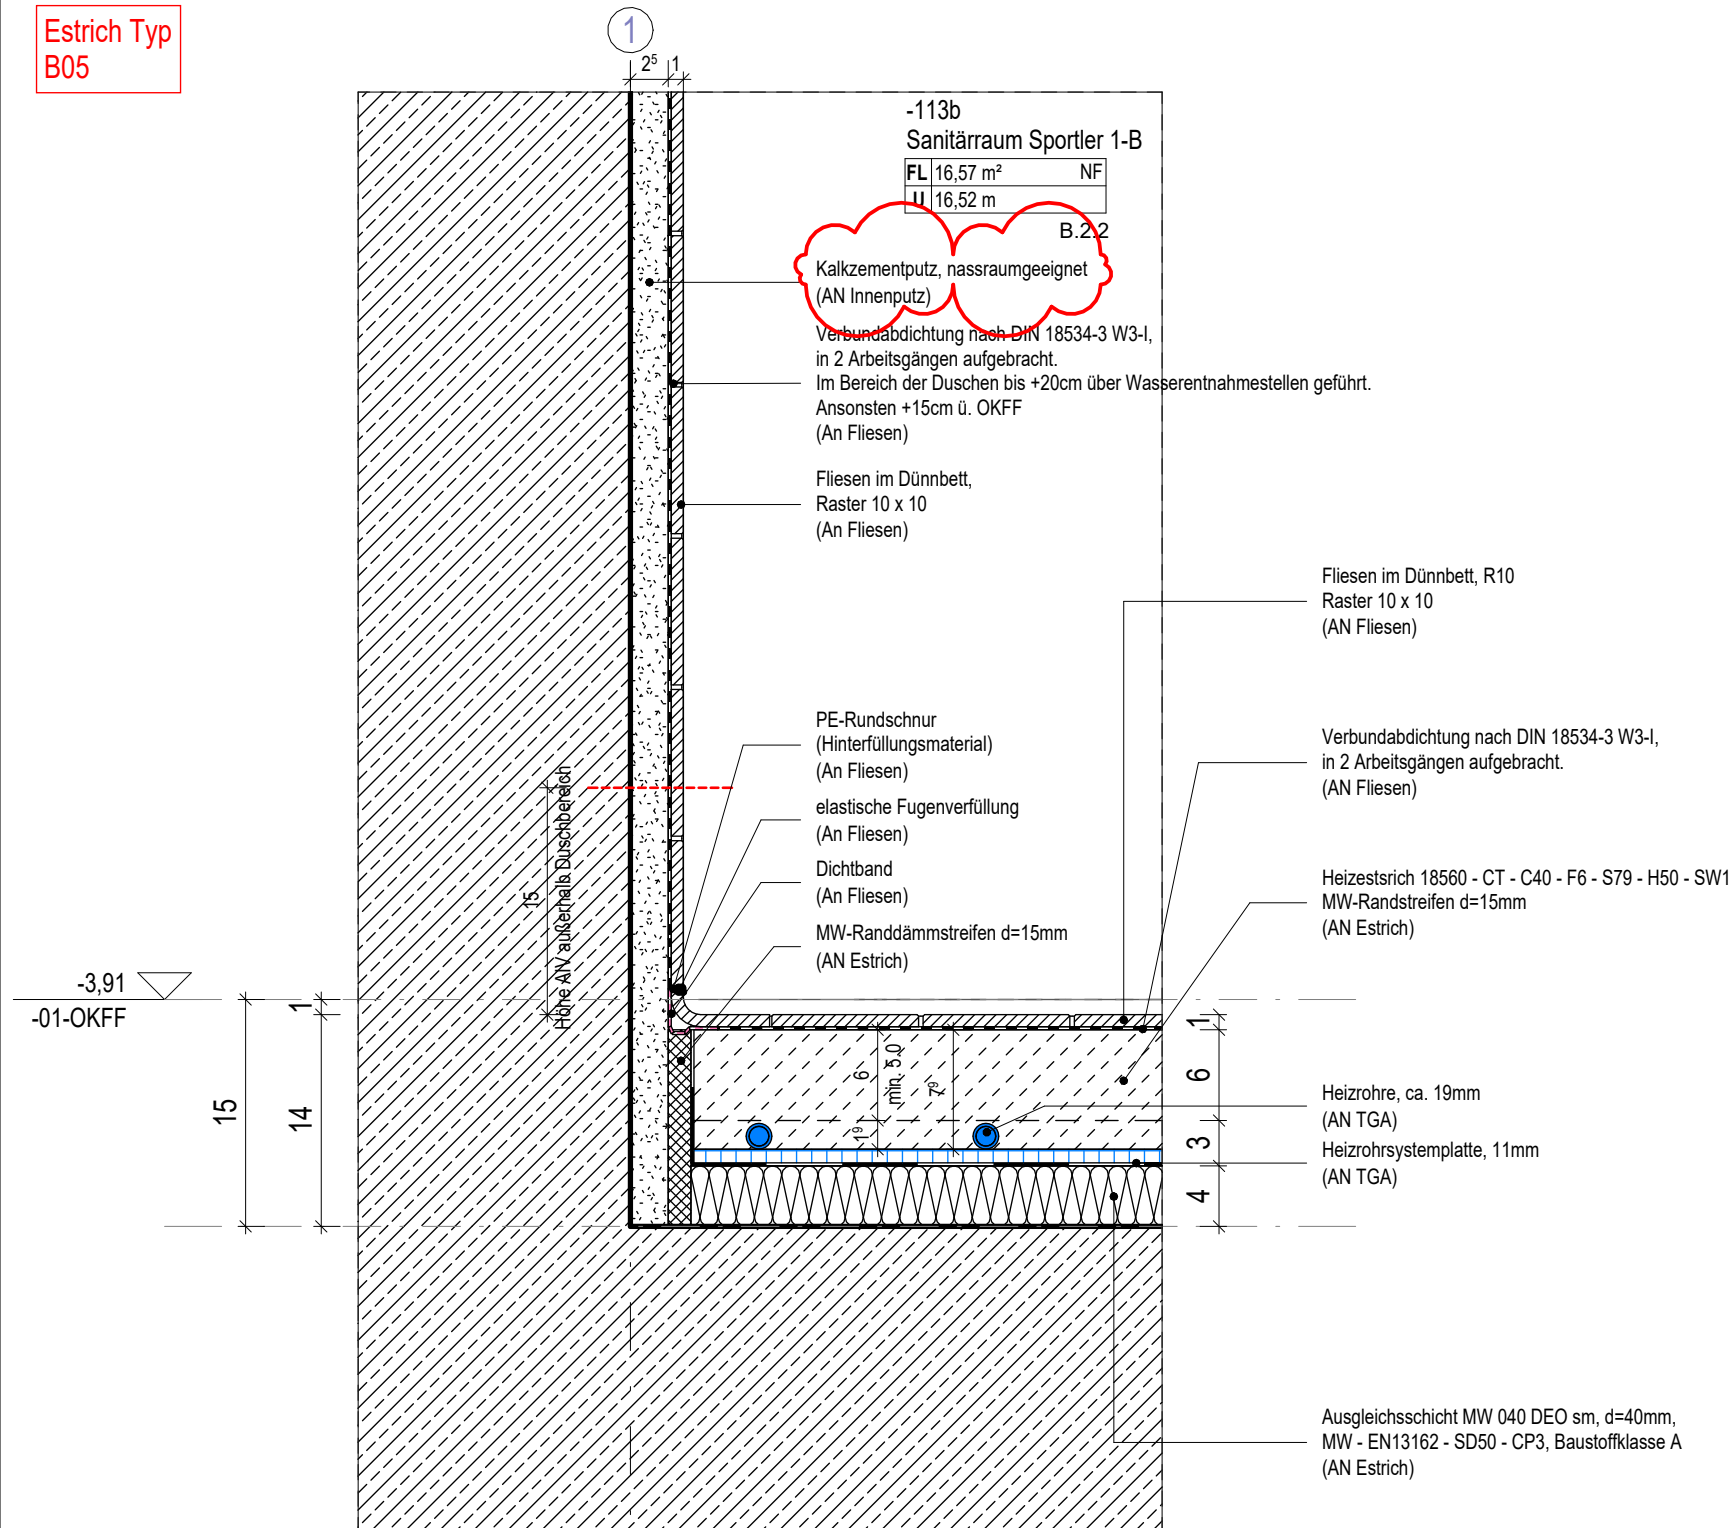 Estrich Typ
B05
1
2⁵ 1
-113b
Sanitärraum Sportler 1-B
FL 16,57 m² NF
U 16,52 m
B.2.2
Kalkzementputz, nassraumgeeignet
(AN Innenputz)
Verbundabdichtung nach DIN 18534-3 W3-I,
in 2 Arbeitsgängen aufgebracht.
Im Bereich der Duschen bis +20cm über Wasserentnahmestellen geführt.
Ansonsten +15cm ü. OKFF
(An Fliesen)
Fliesen im Dünnbett,
Raster 10 x 10
(An Fliesen)
Fliesen im Dünnbett, R10
Raster 10 x 10
(AN Fliesen)
PE-Rundschnur
(Hinterfüllungsmaterial)
(An Fliesen)
elastische Fugenverfüllung
(An Fliesen)
Dichtband
(An Fliesen)
MW-Randdämmstreifen d=15mm
(AN Estrich)
Verbundabdichtung nach DIN 18534-3 W3-I,
in 2 Arbeitsgängen aufgebracht.
(AN Fliesen)
Heizestsrich 18560 - CT - C40 - F6 - S79 - H50 - SW1
MW-Randstreifen d=15mm
(AN Estrich)
15
Höhe AIV außerhalb Duschbereich
-3,91
-01-OKFF
15
1
14
6
min. 5.0
7⁹
1⁹
1
6
3
4
Heizrohre, ca. 19mm
(AN TGA)
Heizrohrsystemplatte, 11mm
(AN TGA)
Ausgleichsschicht MW 040 DEO sm, d=40mm,
MW - EN13162 - SD50 - CP3, Baustoffklasse A
(AN Estrich)